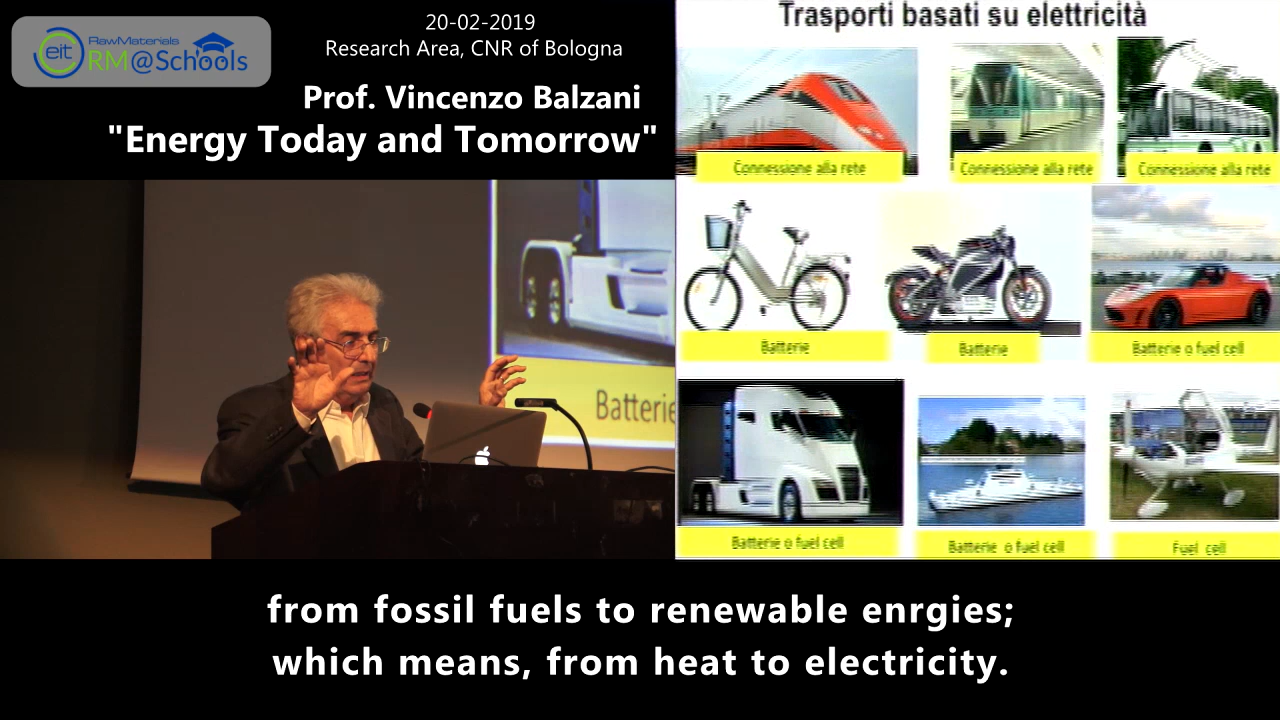 eit RawMaterials
RM@Schools
20-02-2019
Research Area, CNR of Bologna
Prof. Vincenzo Balzani
"Energy Today and Tomorrow"
Trasporti basati su elettricità
Connessione alla rete
Connessione alla rete
Connessione alla rete
Batterie
Batterie
Batterie o fuel cell
Batterie o fuel cell
Batterie o fuel cell
Fuel cell
Batterie
from fossil fuels to renewable enrgies;
which means, from heat to electricity.